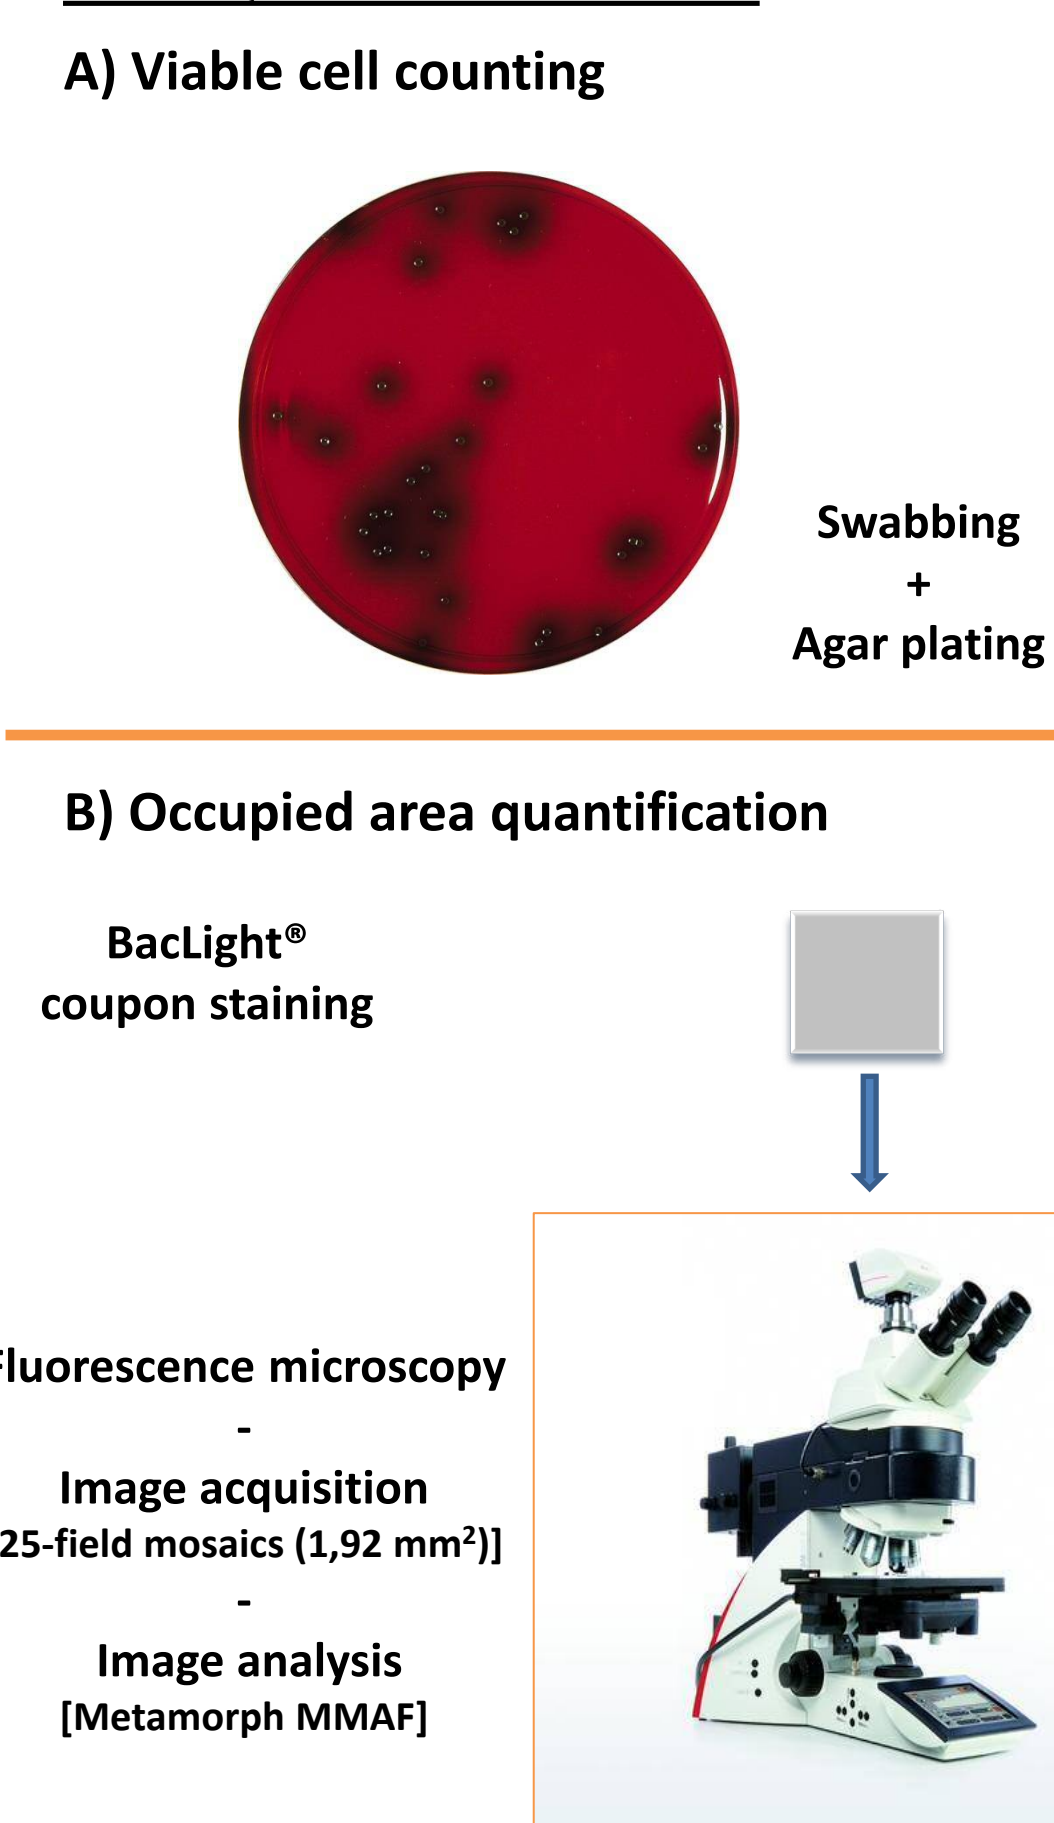 A) Viable cell counting
Swabbing
+
Agar plating
B) Occupied area quantification
BacLight®
coupon staining
Fluorescence microscopy
-
Image acquisition
25-field mosaics (1,92 mm²)]
-
Image analysis
[Metamorph MMAF]